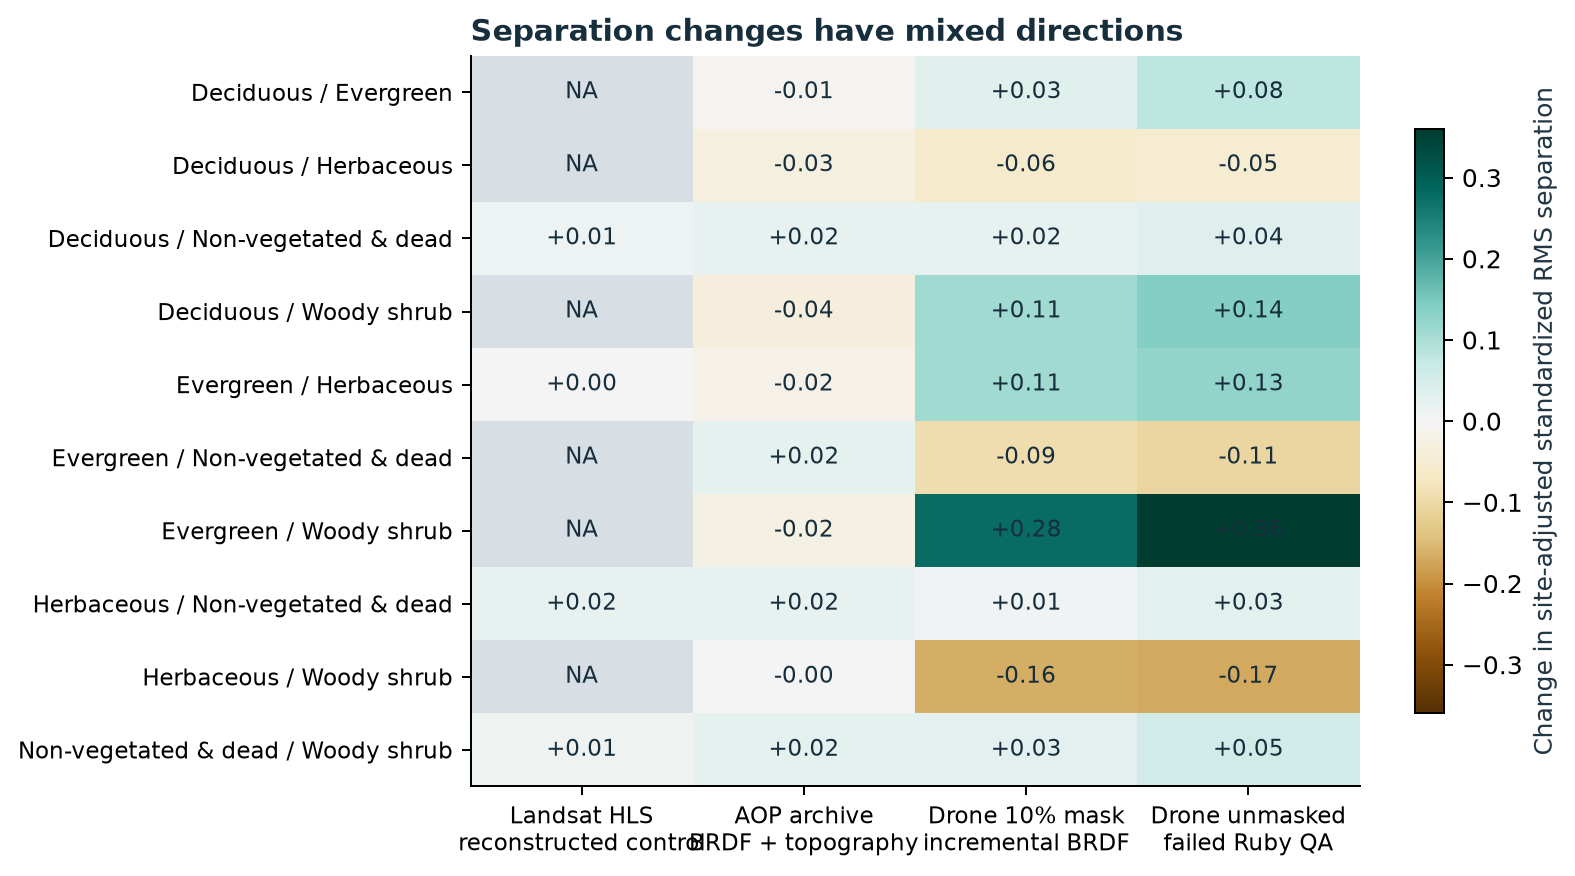 Separation changes have mixed directions
Deciduous / Evergreen NA -0.01 +0.03 +0.08
Deciduous / Herbaceous NA -0.03 -0.06 -0.05
Deciduous / Non-vegetated & dead +0.01 +0.02 +0.02 +0.04
Deciduous / Woody shrub NA -0.04 +0.11 +0.14
Evergreen / Herbaceous +0.00 -0.02 +0.11 +0.13
Evergreen / Non-vegetated & dead NA +0.02 -0.09 -0.11
Evergreen / Woody shrub NA -0.02 +0.28
Herbaceous / Non-vegetated & dead +0.02 +0.02 +0.01 +0.03
Herbaceous / Woody shrub NA -0.00 -0.16 -0.17
Non-vegetated & dead / Woody shrub +0.01 +0.02 +0.03 +0.05
Landsat HLS
reconstructed control
AOP archive
BRDF + topography
Drone 10% mask
incremental BRDF
Drone unmasked
failed Ruby QA
0.3
0.2
0.1
0.0
−0.1
−0.2
−0.3
Change in site-adjusted standardized RMS separation